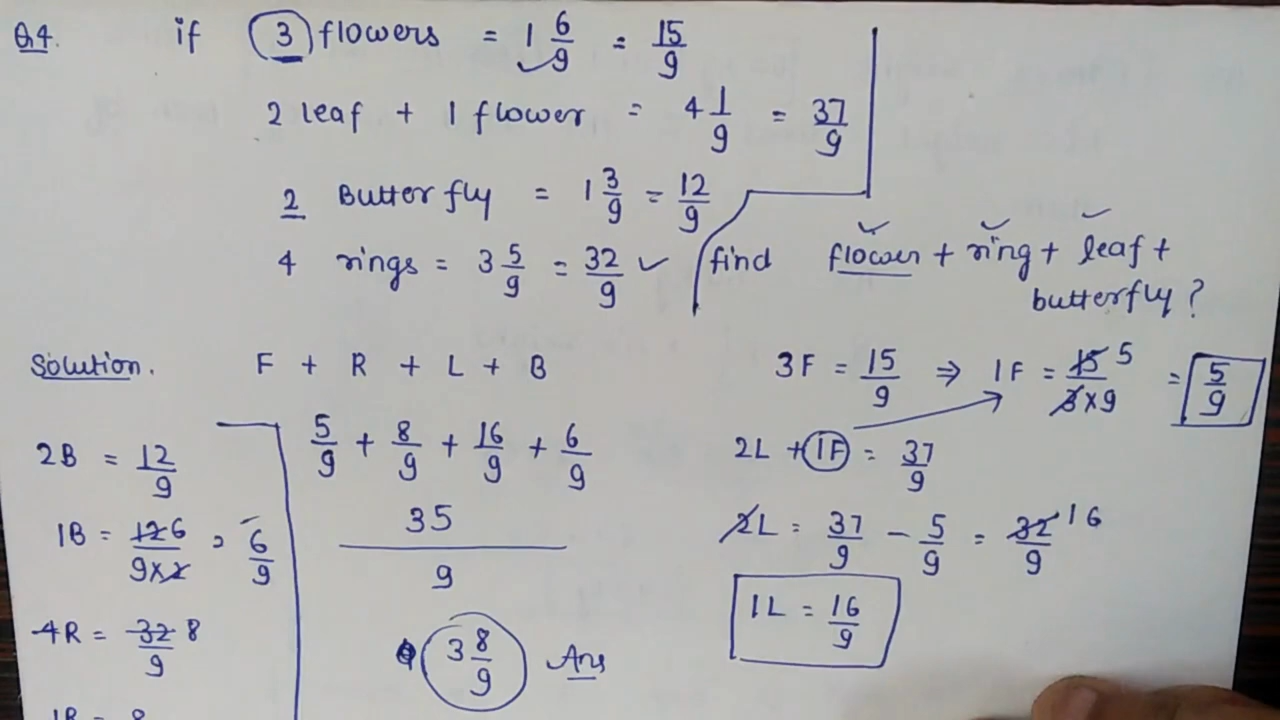 Q.4. if 3 flowers = 1 6/9 = 15/9
2 leaf + 1 flower = 4 1/9 = 37/9
2 Butterfly = 1 3/9 = 12/9
4 rings = 3 5/9 = 32/9 ✓ find flower + ring + leaf +
butterfly?
Solution. F + R + L + B
5/9 + 8/9 + 16/9 + 6/9
35/9
3 8/9 Ans
2B = 12/9
1B = 12 6/9×2 = 6/9
4R = 32 8/9
1R = 8
3F = 15/9 ⇒ 1F = 15 5/3×9 = 5/9
2L + 1F = 37/9
2L = 37/9 - 5/9 = 32 16/9
1L = 16/9